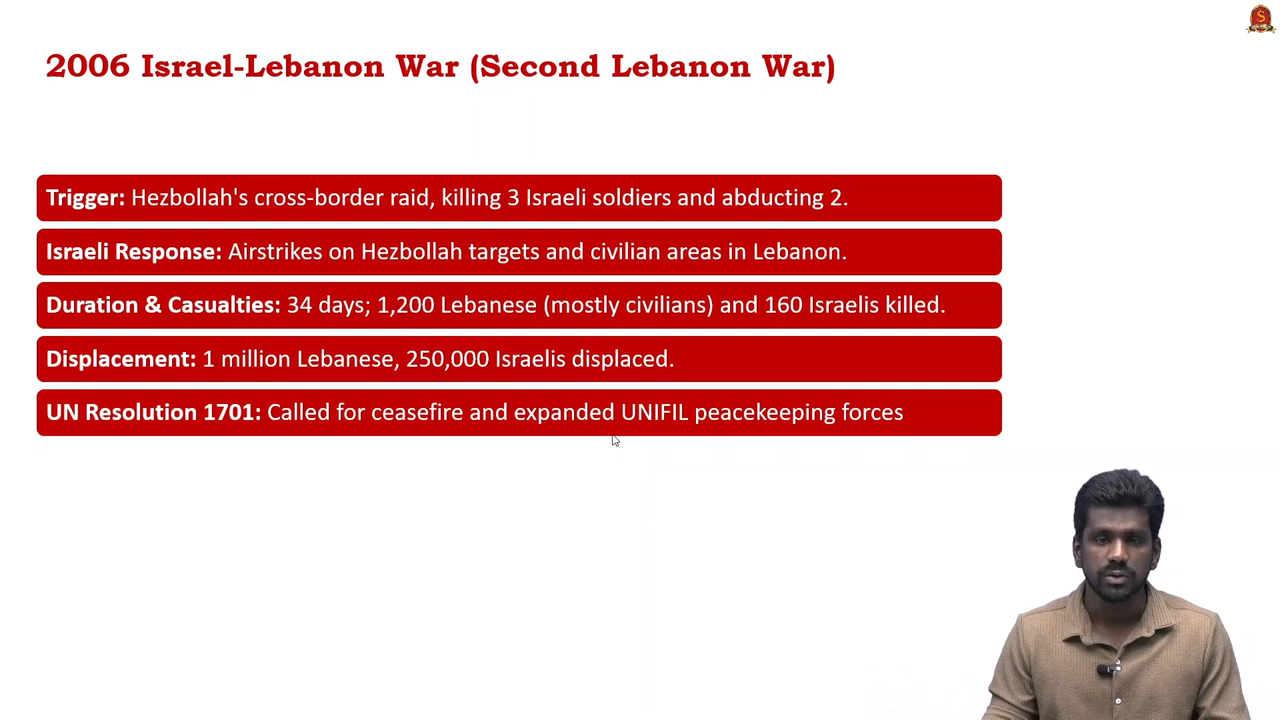 2006 Israel-Lebanon War (Second Lebanon War)
Trigger: Hezbollah's cross-border raid, killing 3 Israeli soldiers and abducting 2.
Israeli Response: Airstrikes on Hezbollah targets and civilian areas in Lebanon.
Duration & Casualties: 34 days; 1,200 Lebanese (mostly civilians) and 160 Israelis killed.
Displacement: 1 million Lebanese, 250,000 Israelis displaced.
UN Resolution 1701: Called for ceasefire and expanded UNIFIL peacekeeping forces